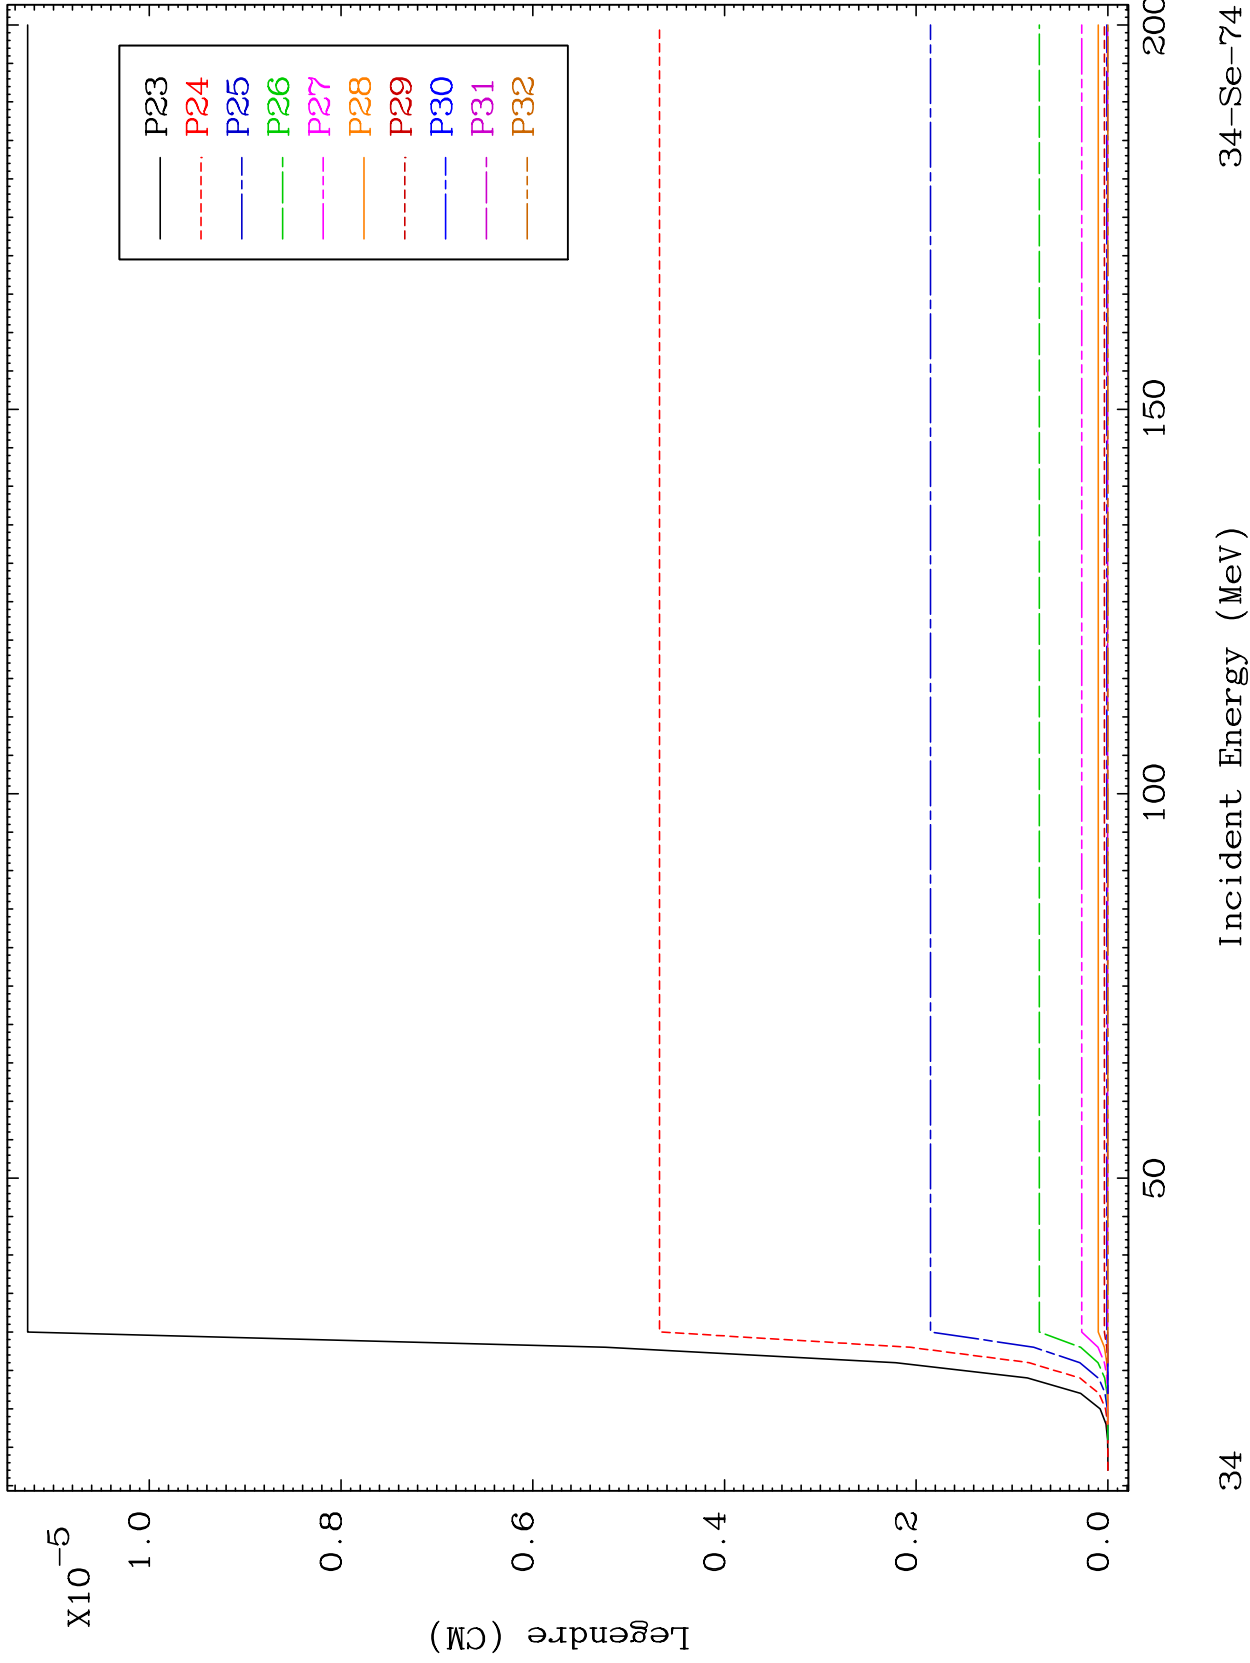 X10-5
1.0
0.8
0.6
0.4
0.2
0.0
Legendre (CM)
P23
P24
P25
P26
P27
P28
P29
P30
P31
P32
50
100
150
200
Incident Energy (MeV)
34
34-Se-74